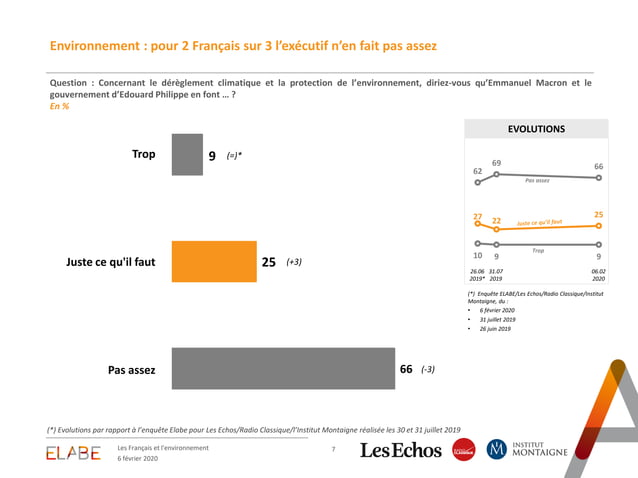 Environnement : pour 2 Français sur 3 l’exécutif n’en fait pas assez
Question : Concernant le dérèglement climatique et la protection de l’environnement, diriez-vous qu’Emmanuel Macron et le
gouvernement d’Edouard Philippe en font … ?
En %
Trop
9 (=)*
Juste ce qu'il faut
25 (+3)
Pas assez
66 (-3)
EVOLUTIONS
62 69 66
Pas assez
27 22 25
Juste ce qu’il faut
Trop
10 9 9
26.06 31.07 06.02
2019* 2019 2020
(*) Enquête ELABE/Les Echos/Radio Classique/Institut
Montaigne, du :
• 6 février 2020
• 31 juillet 2019
• 26 juin 2019
(*) Evolutions par rapport à l’enquête Elabe pour Les Echos/Radio Classique/l’Institut Montaigne réalisée les 30 et 31 juillet 2019
ELABE
Les Français et l’environnement
6 février 2020
7
Les Echos
RADIO
CLASSIQUE
INSTITUT
MONTAIGNE